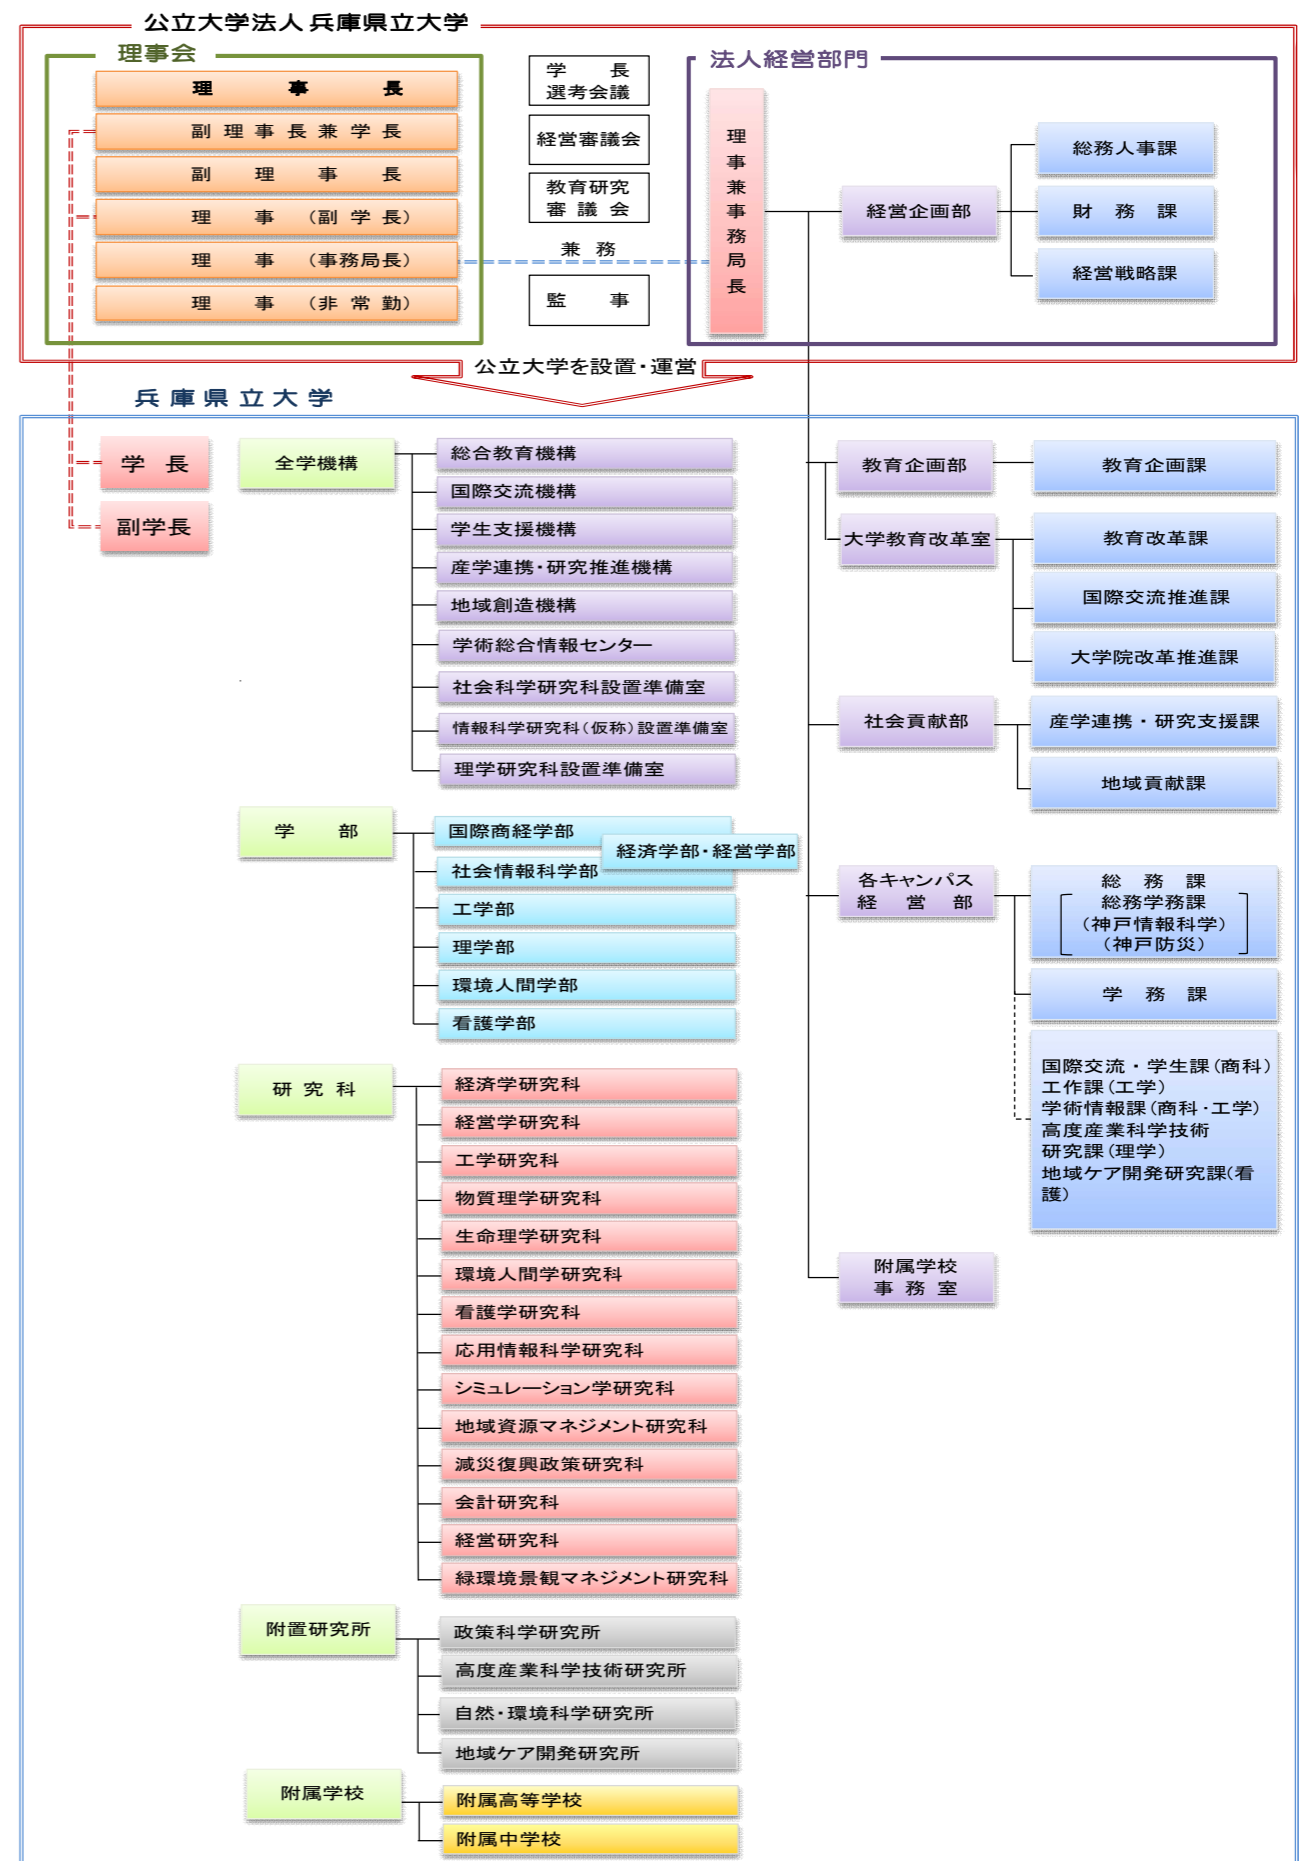 公立大学法人 兵庫県立大学
理事会
理事長
副理事長兼学長
副理事長
理事（副学長）
理事（事務局長）
理事（非常勤）
学長
選考会議
経営審議会
教育研究
審議会
兼務
監事
法人経営部門
理事兼事務局長
経営企画部
総務人事課
財務課
経営戦略課
公立大学を設置・運営
兵庫県立大学
学長
副学長
全学機構
総合教育機構
国際交流機構
学生支援機構
産学連携・研究推進機構
地域創造機構
学術総合情報センター
社会科学研究科設置準備室
情報科学研究科（仮称）設置準備室
理学研究科設置準備室
学部
国際商経学部
経済学部・経営学部
社会情報科学部
工学部
理学部
環境人間学部
看護学部
研究科
経済学研究科
経営学研究科
工学研究科
物質理学研究科
生命理学研究科
環境人間学研究科
看護学研究科
応用情報科学研究科
シミュレーション学研究科
地域資源マネジメント研究科
減災復興政策研究科
会計研究科
経営研究科
緑環境景観マネジメント研究科
附置研究所
政策科学研究所
高度産業科学技術研究所
自然・環境科学研究所
地域ケア開発研究所
附属学校
附属高等学校
附属中学校
教育企画部
教育企画課
大学教育改革室
教育改革課
国際交流推進課
大学院改革推進課
社会貢献部
産学連携・研究支援課
地域貢献課
各キャンパス
経営部
総務課
総務学務課
（神戸情報科学）
（神戸防災）
学務課
国際交流・学生課（商科）
工作課（工学）
学術情報課（商科・工学）
高度産業科学技術
研究課（理学）
地域ケア開発研究課（看
護）
附属学校
事務室